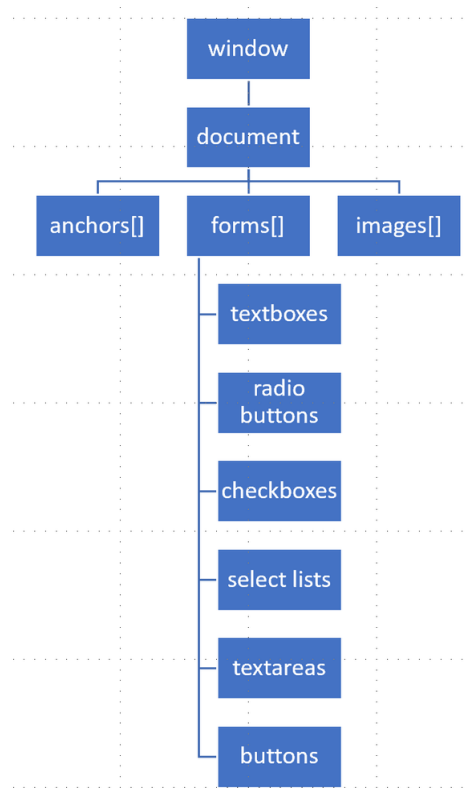 window
document
anchors[]
forms[]
images[]
textboxes
radio
buttons
checkboxes
select lists
textareas
buttons